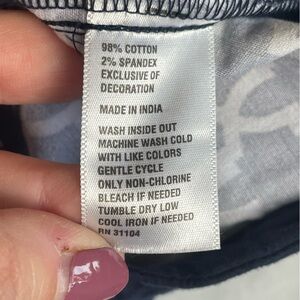 98% COTTON
2% SPANDEX
EXCLUSIVE OF
DECORATION
MADE IN INDIA
WASH INSIDE OUT
MACHINE WASH COLD
WITH LIKE COLORS
GENTLE CYCLE
ONLY NON-CHLORINE
BLEACH IF NEEDED
TUMBLE DRY LOW
COOL IRON IF NEEDED
RN 31104